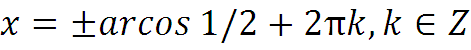 x = ±arcos 1/2 + 2πk, k ∈ Z